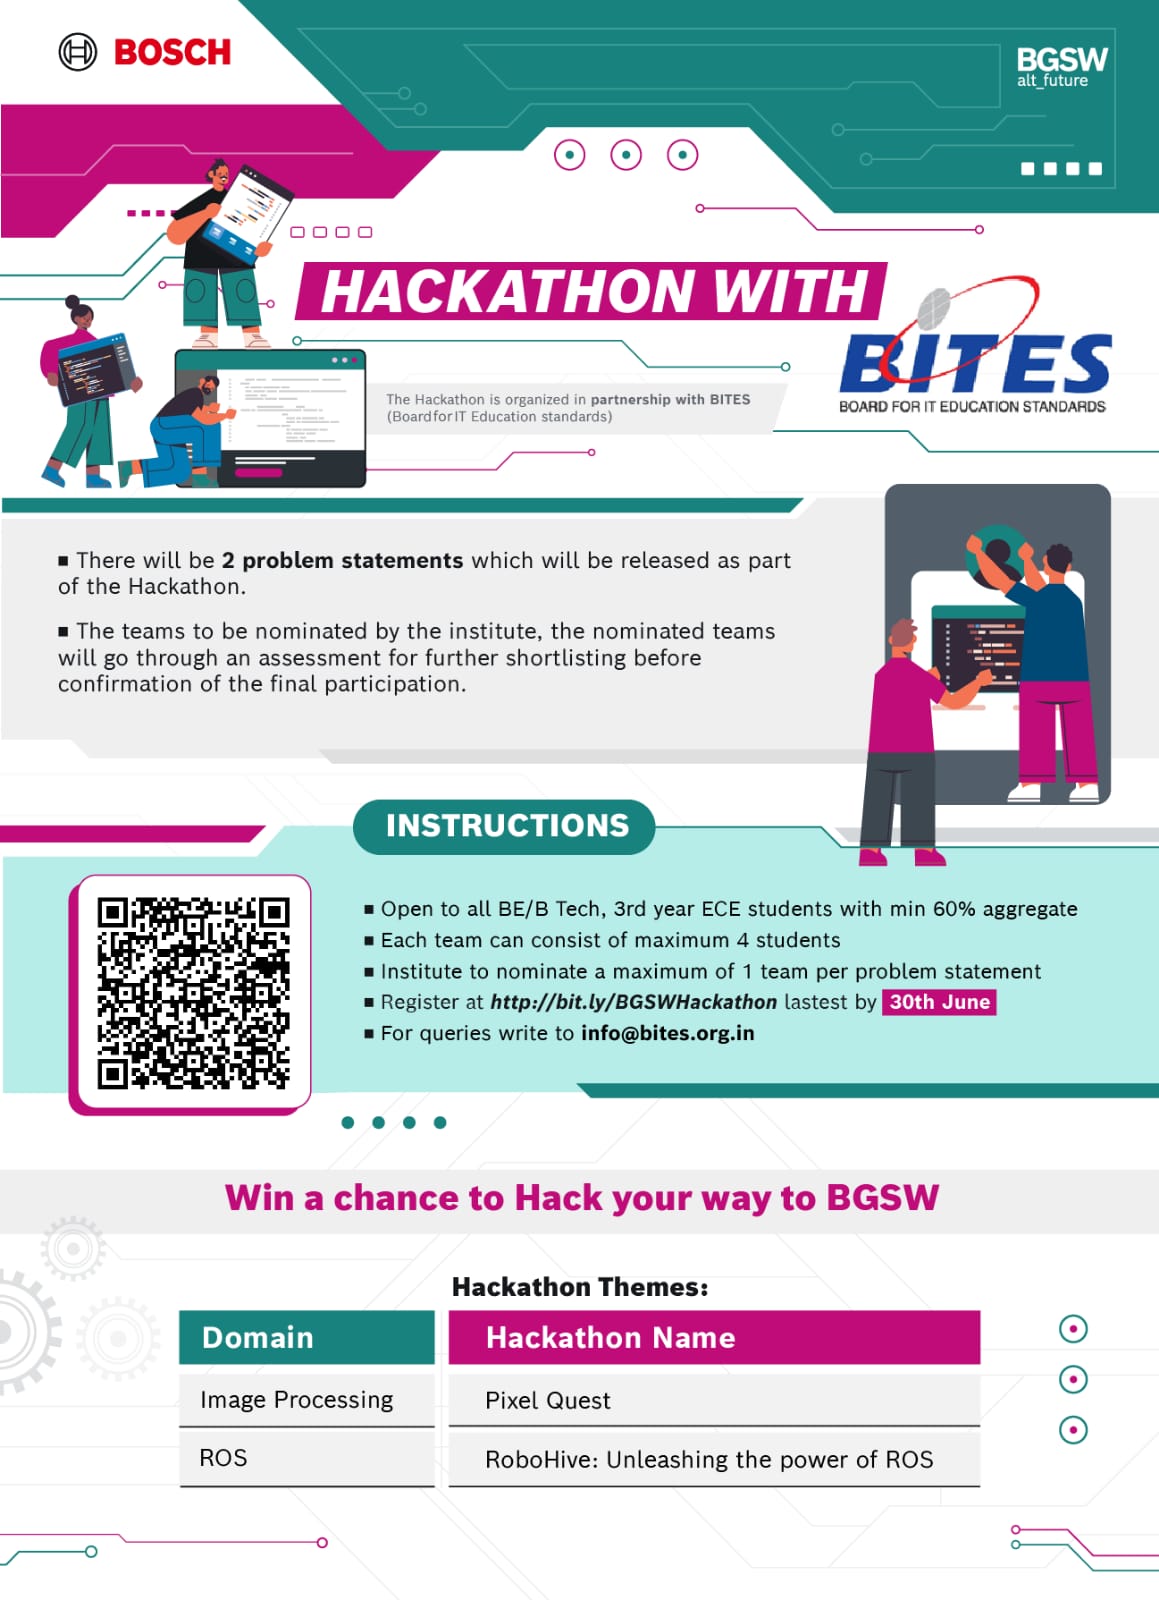 BOSCH
BGSW
alt_future
HACKATHON WITH
BITES
BOARD FOR IT EDUCATION STANDARDS
The Hackathon is organized in partnership with BITES
(Board for IT Education standards)
▪ There will be 2 problem statements which will be released as part
of the Hackathon.
▪ The teams to be nominated by the institute, the nominated teams
will go through an assessment for further shortlisting before
confirmation of the final participation.
INSTRUCTIONS
▪ Open to all BE/B Tech, 3rd year ECE students with min 60% aggregate
▪ Each team can consist of maximum 4 students
▪ Institute to nominate a maximum of 1 team per problem statement
▪ Register at http://bit.ly/BGSWHackathon lastest by 30th June
▪ For queries write to info@bites.org.in
Win a chance to Hack your way to BGSW
Hackathon Themes:
Domain Hackathon Name
Image Processing Pixel Quest
ROS RoboHive: Unleashing the power of ROS